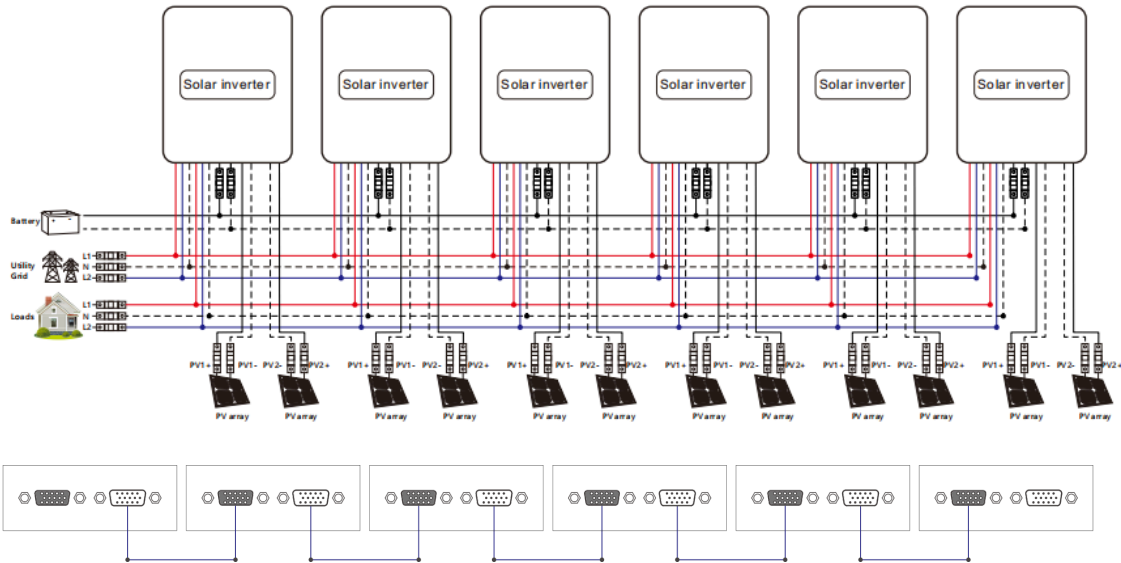 Solar inverter
Solar inverter
Solar inverter
Solar inverter
Solar inverter
Solar inverter
Battery
Utility
Grid
L1
N
L2
Loads
L1
N
L2
PV1+ PV1- PV2- PV2+
PV1+ PV1- PV2- PV2+
PV1+ PV1- PV2- PV2+
PV1+ PV1- PV2- PV2+
PV1+ PV1- PV2- PV2+
PV1+ PV1- PV2- PV2+
PV array PV array
PV array PV array
PV array PV array
PV array PV array
PV array PV array
PV array PV array